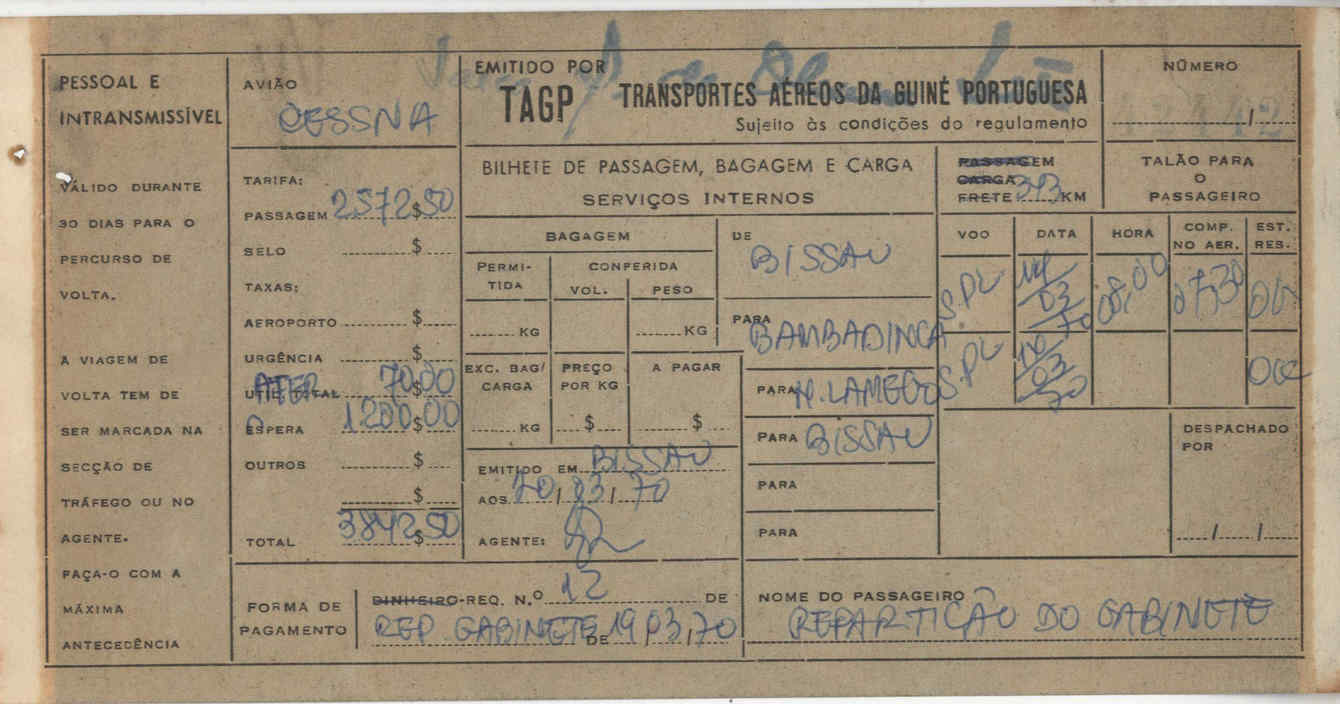 PESSOAL E
INTRANSMISSÍVEL
VÁLIDO DURANTE
30 DIAS PARA O
PERCURSO DE
VOLTA.
A VIAGEM DE
VOLTA TEM DE
SER MARCADA NA
SECÇÃO DE
TRÁFEGO OU NO
AGENTE.
FAÇA-O COM A
MÁXIMA
ANTECEDÊNCIA
AVIÃO
CESSNA
TARIFA:
PASSAGEM 2572$50
SELO $
TAXAS:
AEROPORTO $
URGÊNCIA $
ATER 70$00
ESPERA 1200$00
OUTROS $
$
TOTAL 3842$50
EMITIDO POR
TAGP TRANSPORTES AÉREOS DA GUINÉ PORTUGUESA
Sujeito às condições do regulamento
NÚMERO
/
BILHETE DE PASSAGEM, BAGAGEM E CARGA
SERVIÇOS INTERNOS
PASSAGEM
CARGA
FRETE 343 KM
TALÃO PARA
O
PASSAGEIRO
BAGAGEM
PERMI-
TIDA
CONFERIDA
VOL. PESO
KG KG
EXC. BAG/
CARGA
PREÇO
POR KG
A PAGAR
KG $ $
EMITIDO EM BISSAU
AOS 20/03/70
AGENTE:
DE
BISSAU
PARA
BAMBADINCA
PARA N. LAMEGO
PARA BISSAU
PARA
PARA
VOO DATA HORA COMP. NO AER. EST. RES.
SPL 08,00 07,30 OK
SPL OK
DESPACHADO
POR
/ /
FORMA DE
PAGAMENTO
DINHEIRO-REQ. N.º 12 DE
REP GABINETE DE 19/03/70
NOME DO PASSAGEIRO
REPARTIÇÃO DO GABINETE